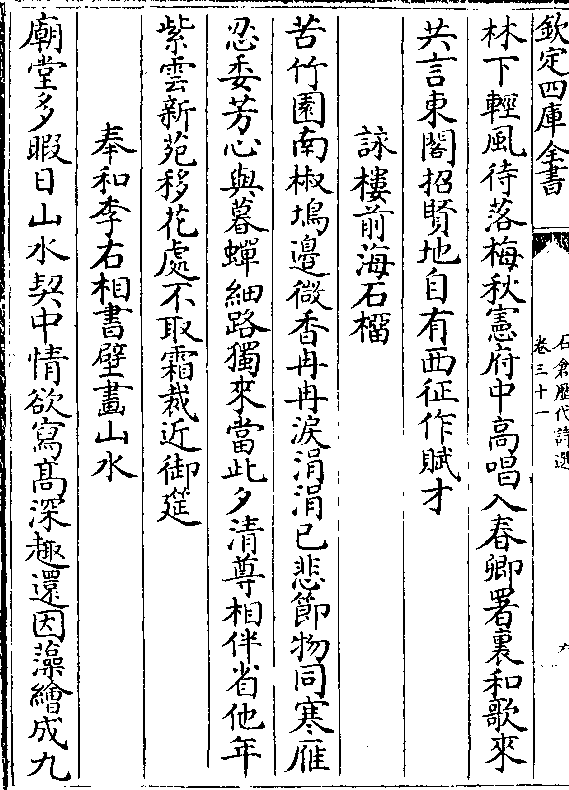 欽定四庫全書
石倉歷代詩選
卷三十一
六
林下輕風待落梅秋憲府中高唱入春卿署裏和歌來
共言東閣招賢地自有西征作賦才
詠樓前海石榴
苦竹園南椒塢邉㣲香冉冉淚涓涓已悲節物同寒雁
忍委芳心與暮蟬細路獨來當此夕清尊相伴省他年
紫雲新苑移花處不取霜栽近御筵
奉和李右相書壁畫山水
廟堂多暇日山水契中情欲寫髙深趣還因藻繪成九